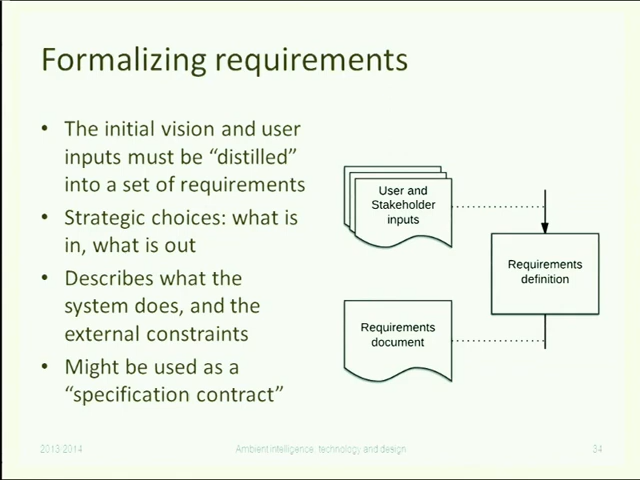 Formalizing requirements
• The initial vision and user
inputs must be “distilled”
into a set of requirements
• Strategic choices: what is
in, what is out
• Describes what the
system does, and the
external constraints
• Might be used as a
“specification contract”
User and
Stakeholder
inputs
Requirements
definition
Requirements
document
2013-2014
Ambient intelligence: technology and design
34